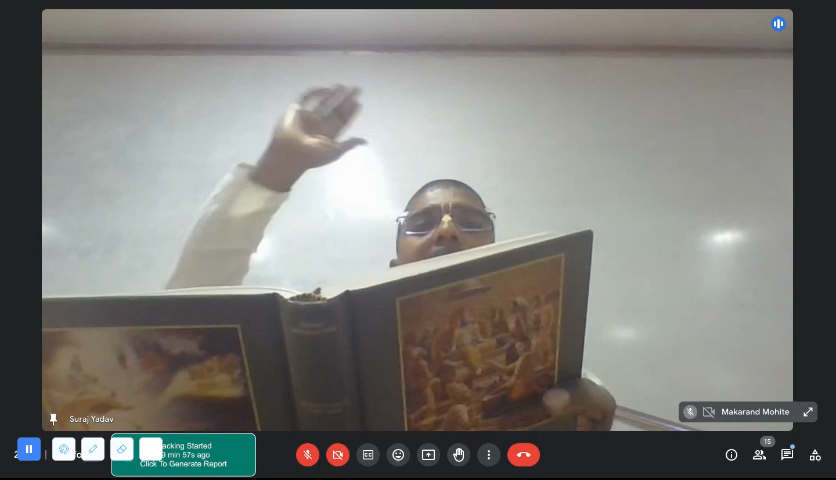 Suraj Yadav
Makarand Mohite
15
acking Started
9 min 57s ago
Click To Generate Report